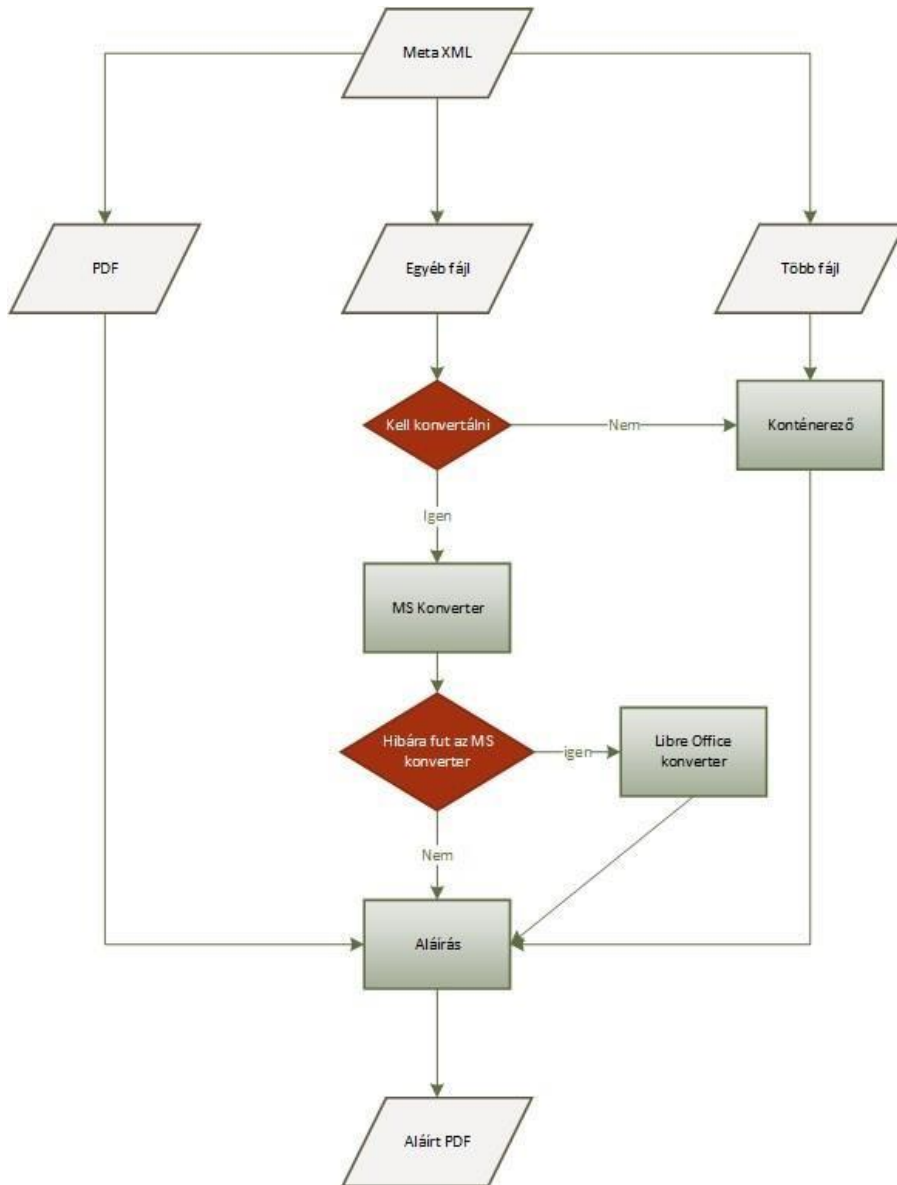 Meta XML
PDF
Egyéb fájl
Több fájl
Kell konvertálni
Nem
Konténerező
Igen
MS Konverter
Hibára fut az MS
konverter
igen
Libre Office
konverter
Nem
Aláírás
Aláírt PDF